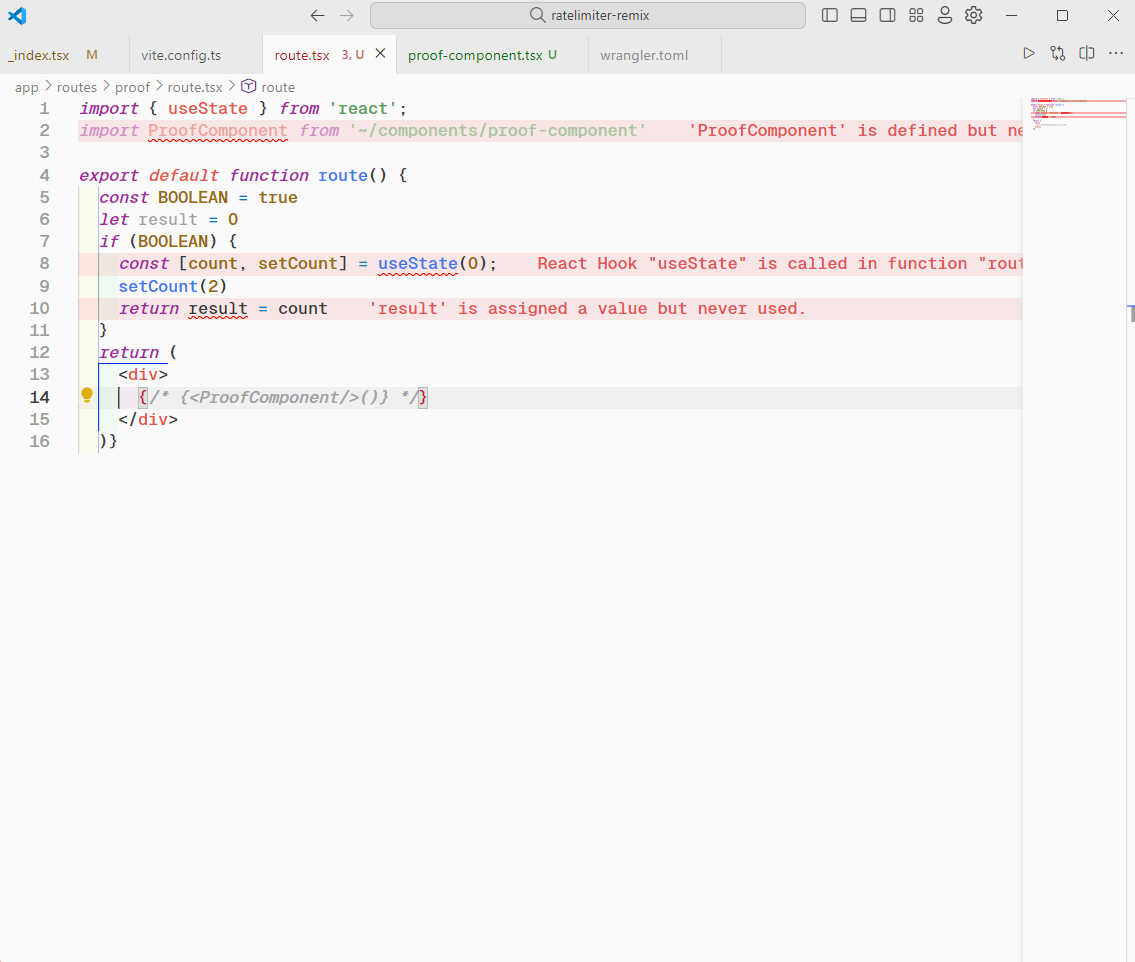 ratelimiter-remix
_index.tsx M vite.config.ts route.tsx 3, U proof-component.tsx U wrangler.toml
app > routes > proof > route.tsx > route
1 import { useState } from 'react';
2 import ProofComponent from '~/components/proof-component' 'ProofComponent' is defined but ne
3
4 export default function route() {
5 const BOOLEAN = true
6 let result = 0
7 if (BOOLEAN) {
8 const [count, setCount] = useState(0); React Hook "useState" is called in function "rout
9 setCount(2)
10 return result = count 'result' is assigned a value but never used.
11 }
12 return (
13 <div>
14 {/* {<ProofComponent/>()} */}
15 </div>
16 )}